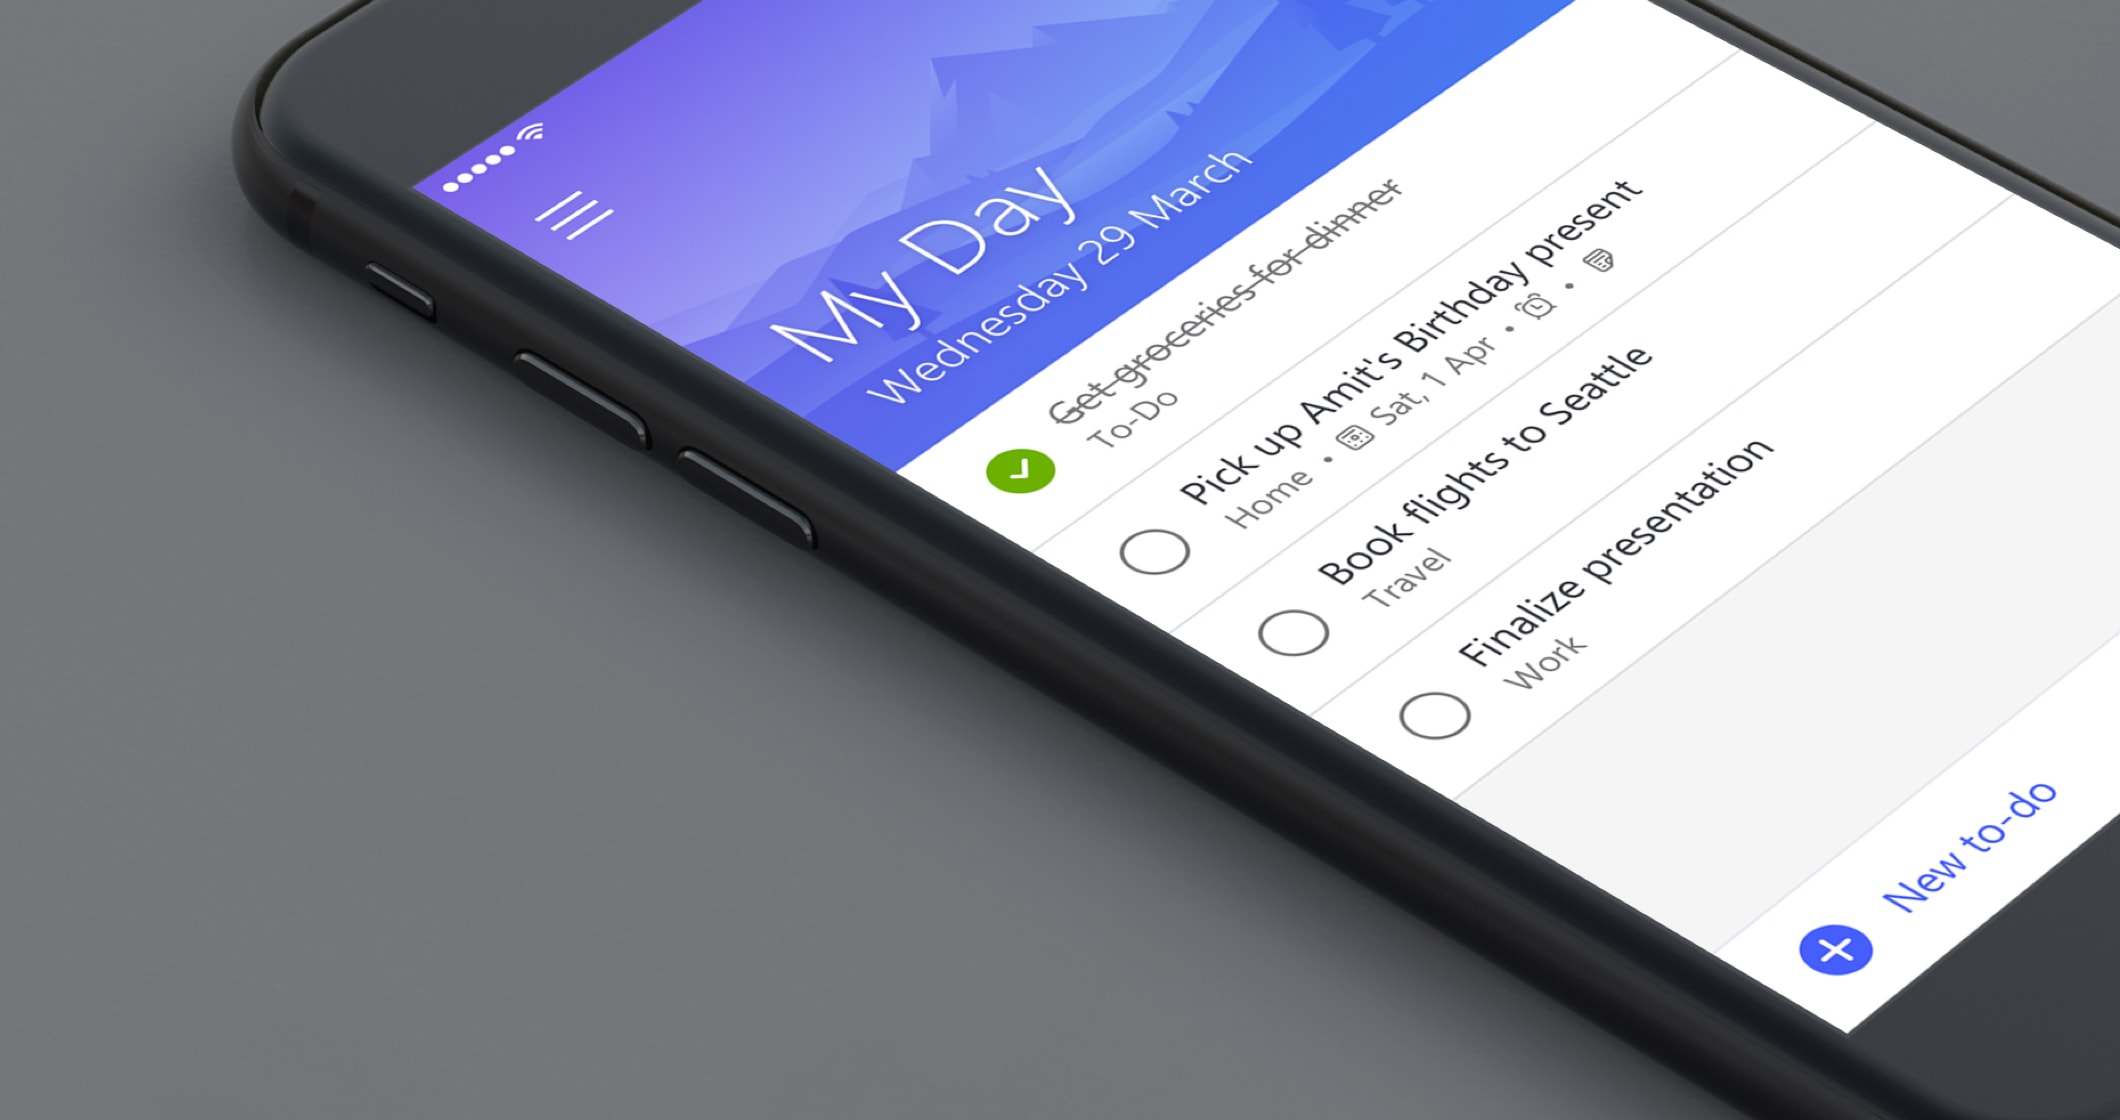 My Day
Wednesday 29 March
Get groceries for dinner
To-Do
Pick up Amit's Birthday present
Home • Sat, 1 Apr • •
Book flights to Seattle
Travel
Finalize presentation
Work
New to-do